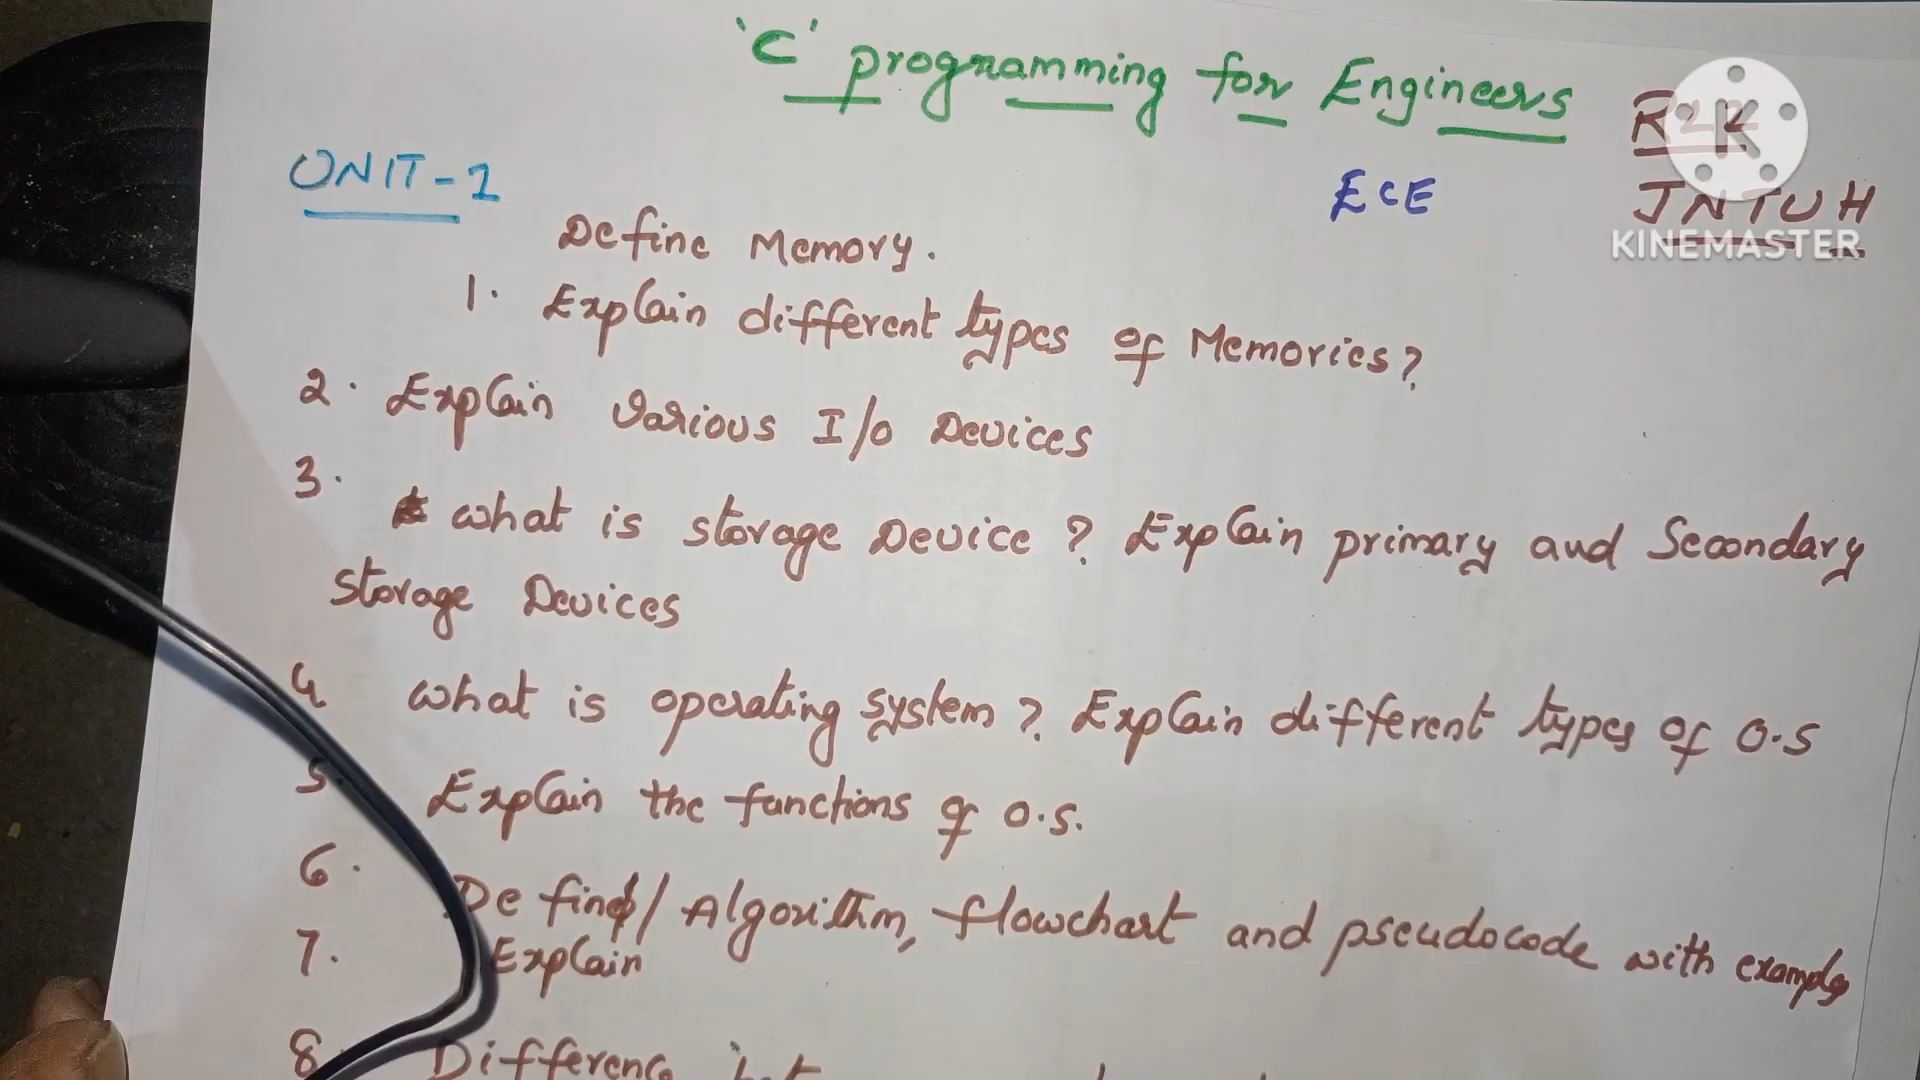 'C' programming for Engineers
R22
JNTUH
KINEMASTER
UNIT-1
ECE
Define Memory.
1. Explain different types of Memories?
2. Explain various I/o Devices
3.
what is storage Device? Explain primary and Secondary
storage Devices
4 what is operating system? Explain different types of O.S
5. Explain the functions of O.S.
6. Define/ Algorithm, flowchart and pseudocode with example
7. Explain
8. Difference